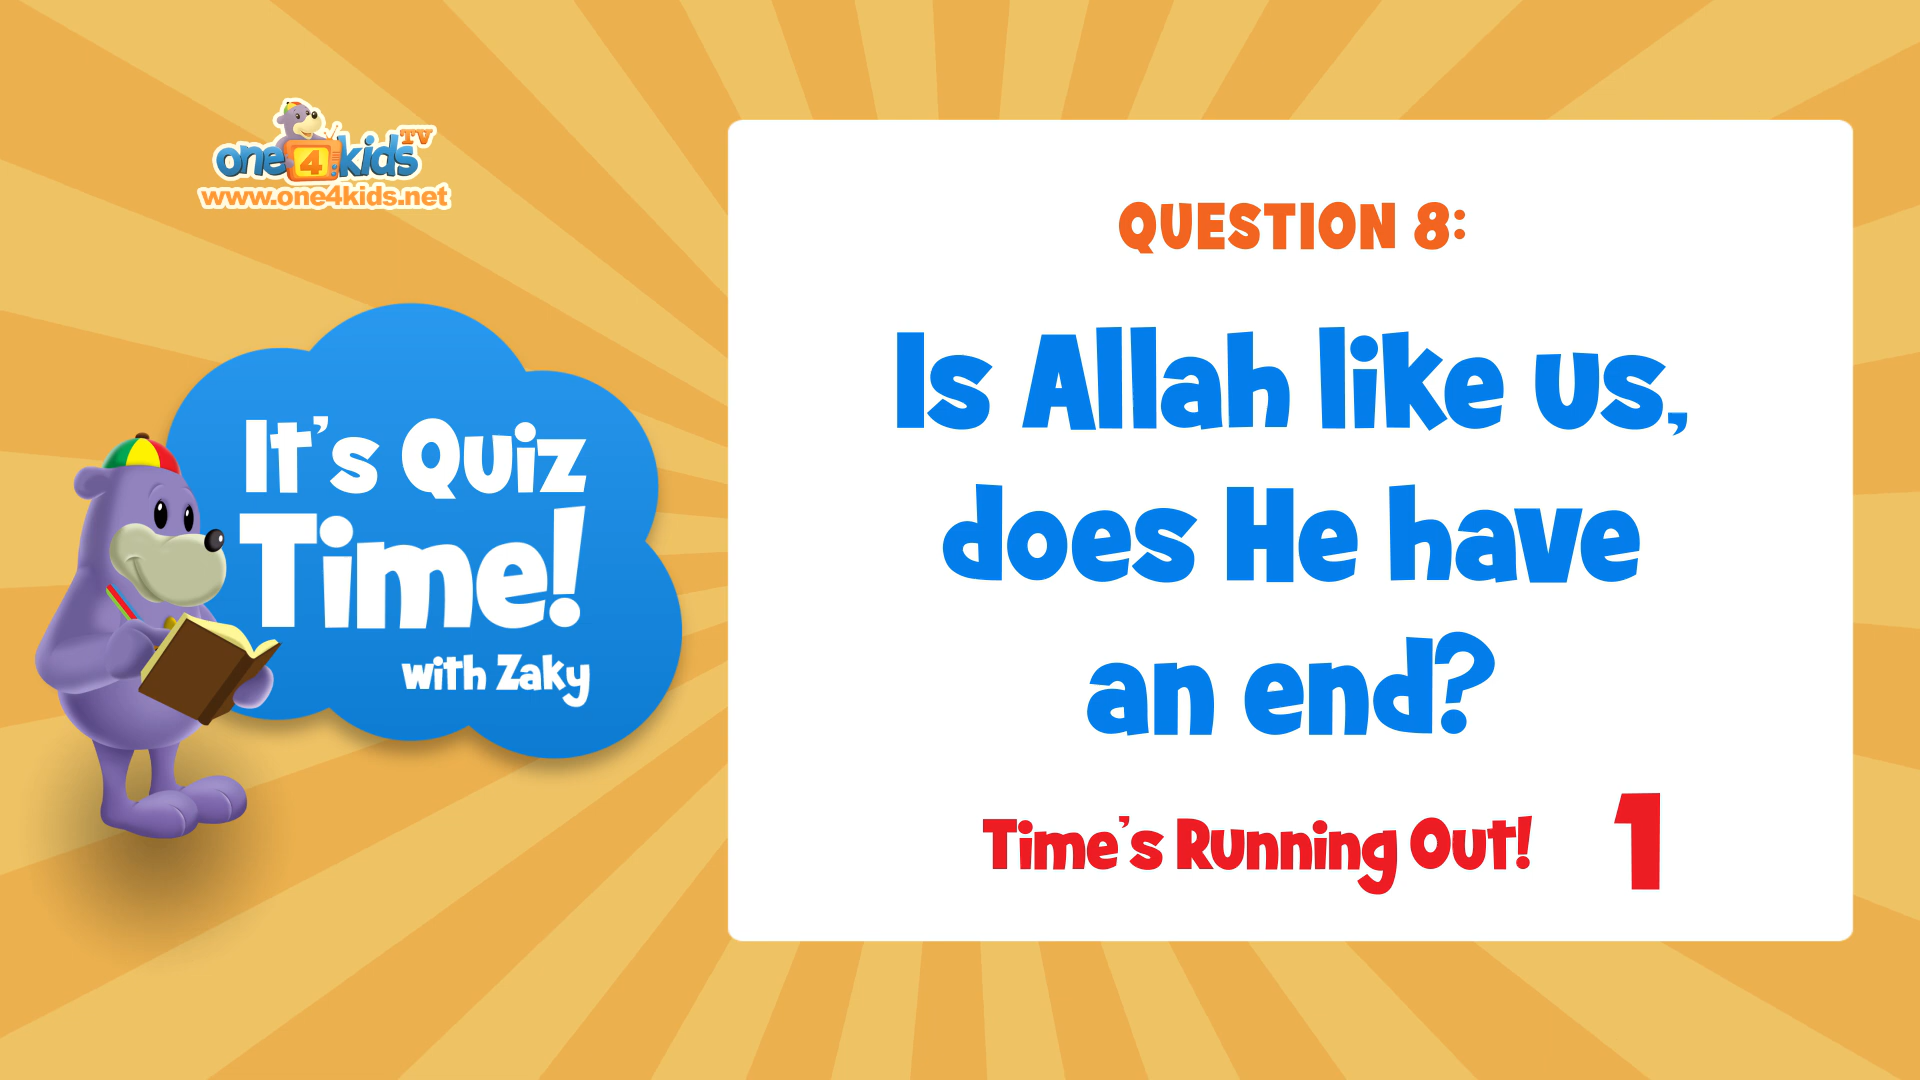 one4kids TV
www.one4kids.net
It's Quiz
Time!
with Zaky
QUESTION 8:
Is Allah like us,
does He have
an end?
Time's Running Out! 1